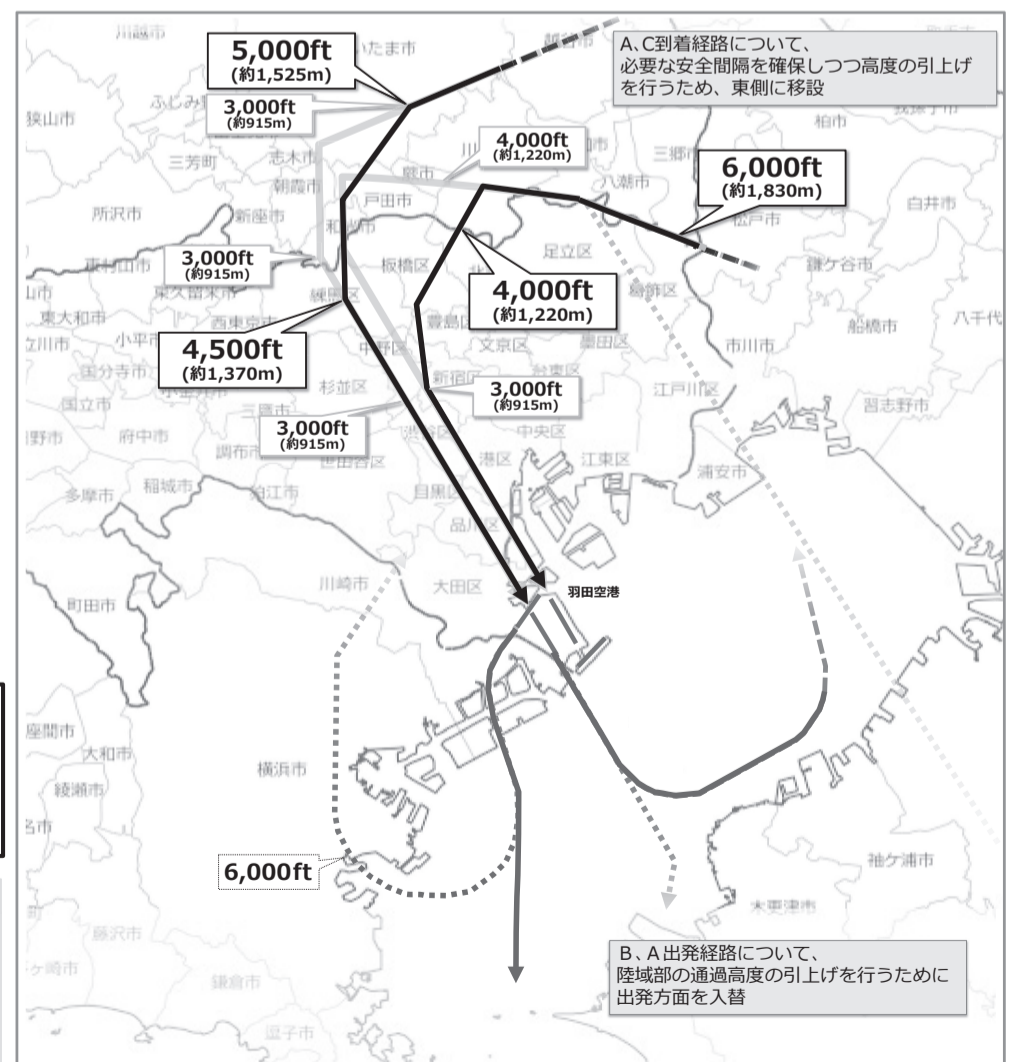 川越市
いたま市
越谷市
A、C到着経路について、
必要な安全間隔を確保しつつ高度の引上げ
を行うため、東側に移設
5,000ft
(約1,525m)
3,000ft
(約915m)
狭山市
柏市
三芳町
志木市
4,000ft
(約1,220m)
三郷
6,000ft
(約1,830m)
朝霞市
戸田市
八潮市
松戸市
白井市
所沢市
新座市
足立区
3,000ft
(約915m)
板橋区
鎌ケ谷市
東村山市
東久留米市
練馬区
4,000ft
(約1,220m)
葛飾区
東大和市
西東京市
豊島区
文京区
墨田区
船橋市
八千代
立川市
小平市
4,500ft
(約1,370m)
中野区
市川市
国分寺市
杉並区
新宿区
台東区
3,000ft
(約915m)
江戸川区
国立市
三鷹市
習志野市
府中市
3,000ft
(約915m)
渋谷区
中央区
調布市
世田谷区
港区
江東区
浦安市
多摩市
稲城市
狛江市
目黒区
品川区
川崎市
大田区
羽田空港
町田市
座間市
大和市
横浜市
綾瀬市
名市
6,000ft
袖ケ浦市
木更津市
藤沢市
B、A出発経路について、
陸域部の通過高度の引上げを行うために
出発方面を入替
ヶ崎市
鎌倉市
逗子市